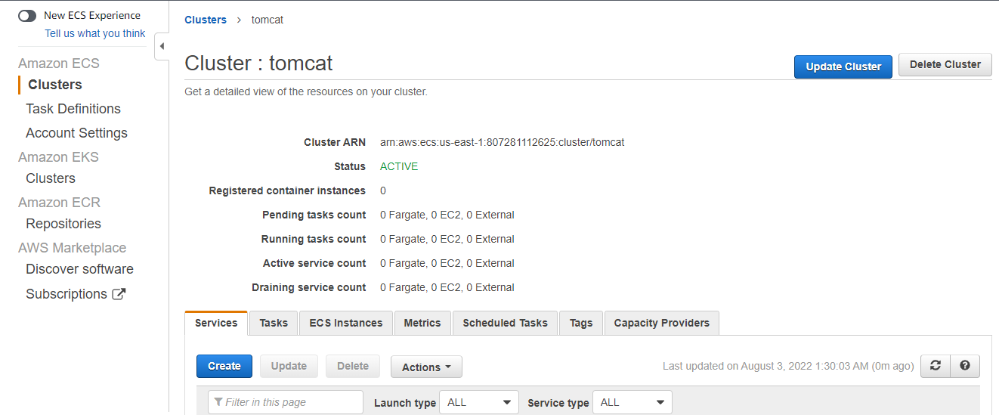 New ECS Experience
Tell us what you think
Amazon ECS
Clusters
Task Definitions
Account Settings
Amazon EKS
Clusters
Amazon ECR
Repositories
AWS Marketplace
Discover software
Subscriptions
Clusters > tomcat
Cluster : tomcat
Update Cluster Delete Cluster
Get a detailed view of the resources on your cluster.
Cluster ARN arn:aws:ecs:us-east-1:807281112625:cluster/tomcat
Status ACTIVE
Registered container instances 0
Pending tasks count 0 Fargate, 0 EC2, 0 External
Running tasks count 0 Fargate, 0 EC2, 0 External
Active service count 0 Fargate, 0 EC2, 0 External
Draining service count 0 Fargate, 0 EC2, 0 External
Services Tasks ECS Instances Metrics Scheduled Tasks Tags Capacity Providers
Create Update Delete Actions Last updated on August 3, 2022 1:30:03 AM (0m ago)
Filter in this page Launch type ALL Service type ALL